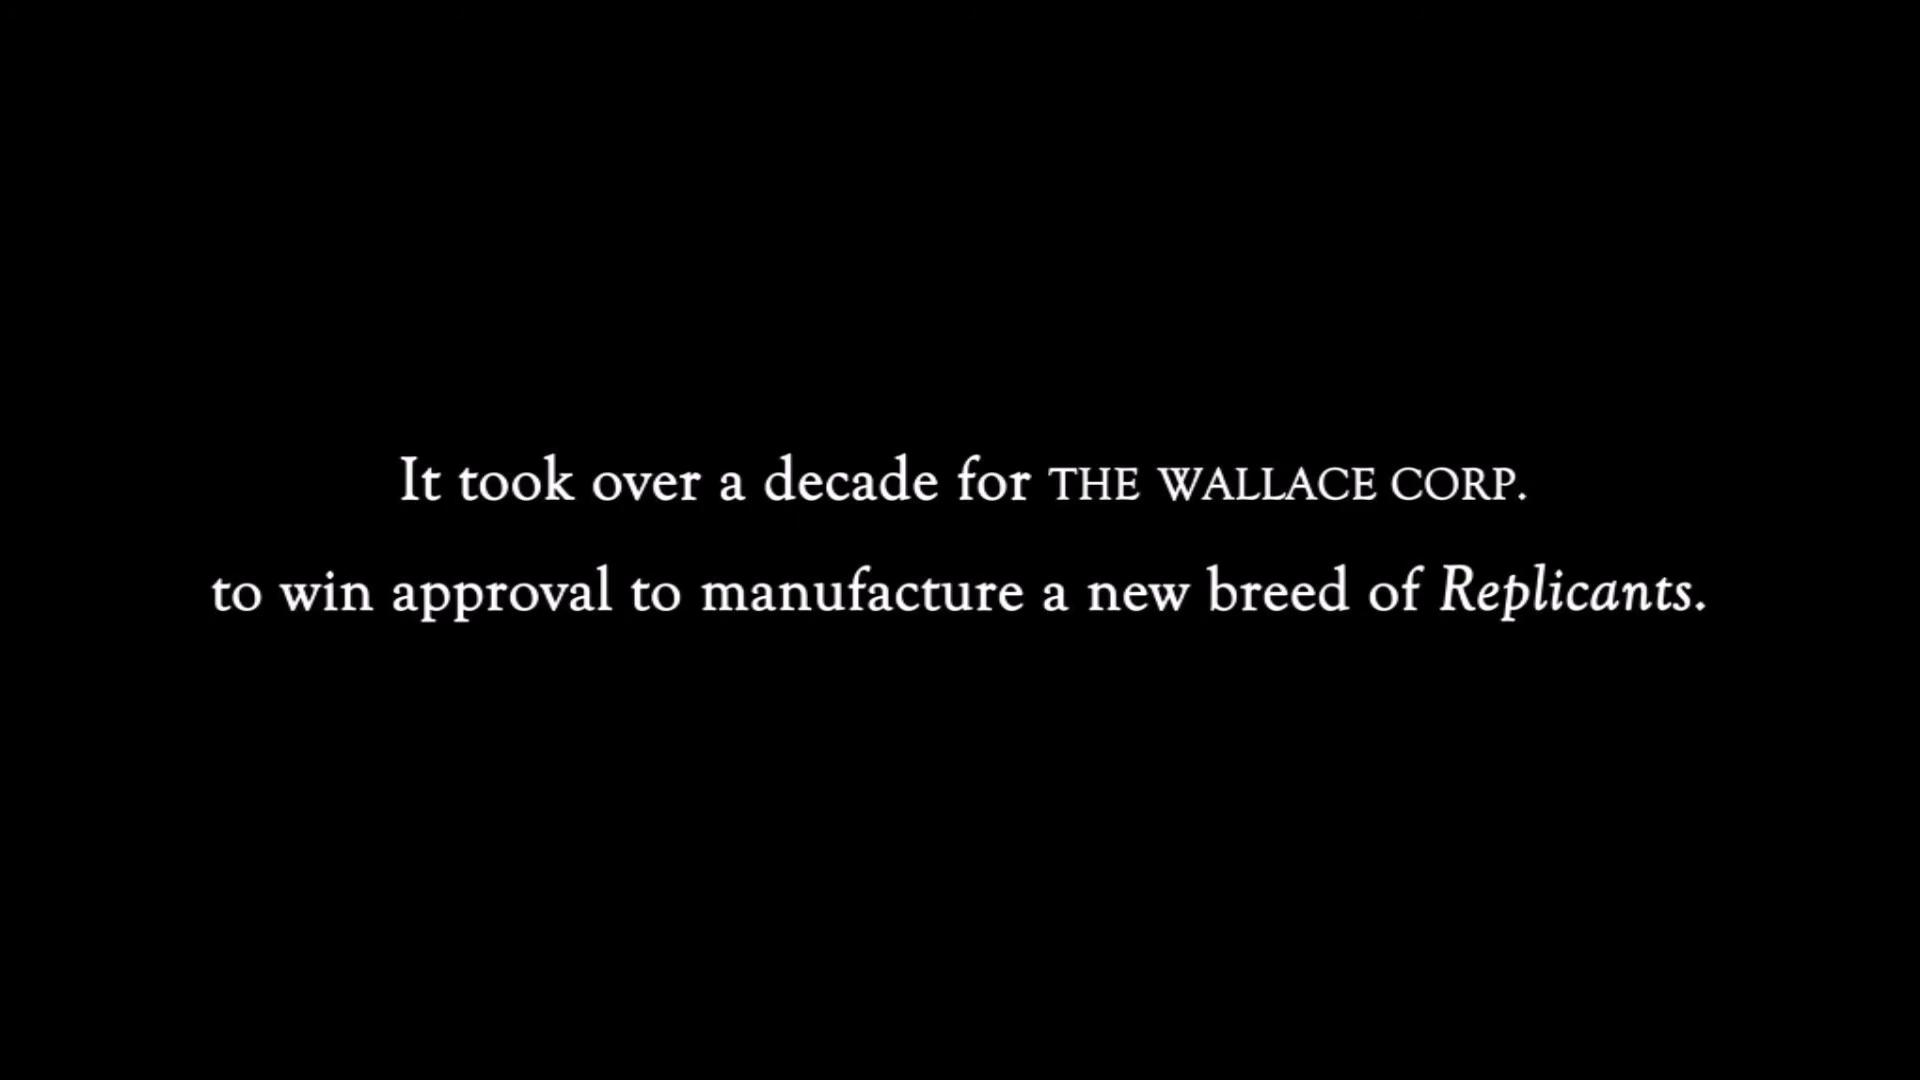 It took over a decade for THE WALLACE CORP.
to win approval to manufacture a new breed of Replicants.